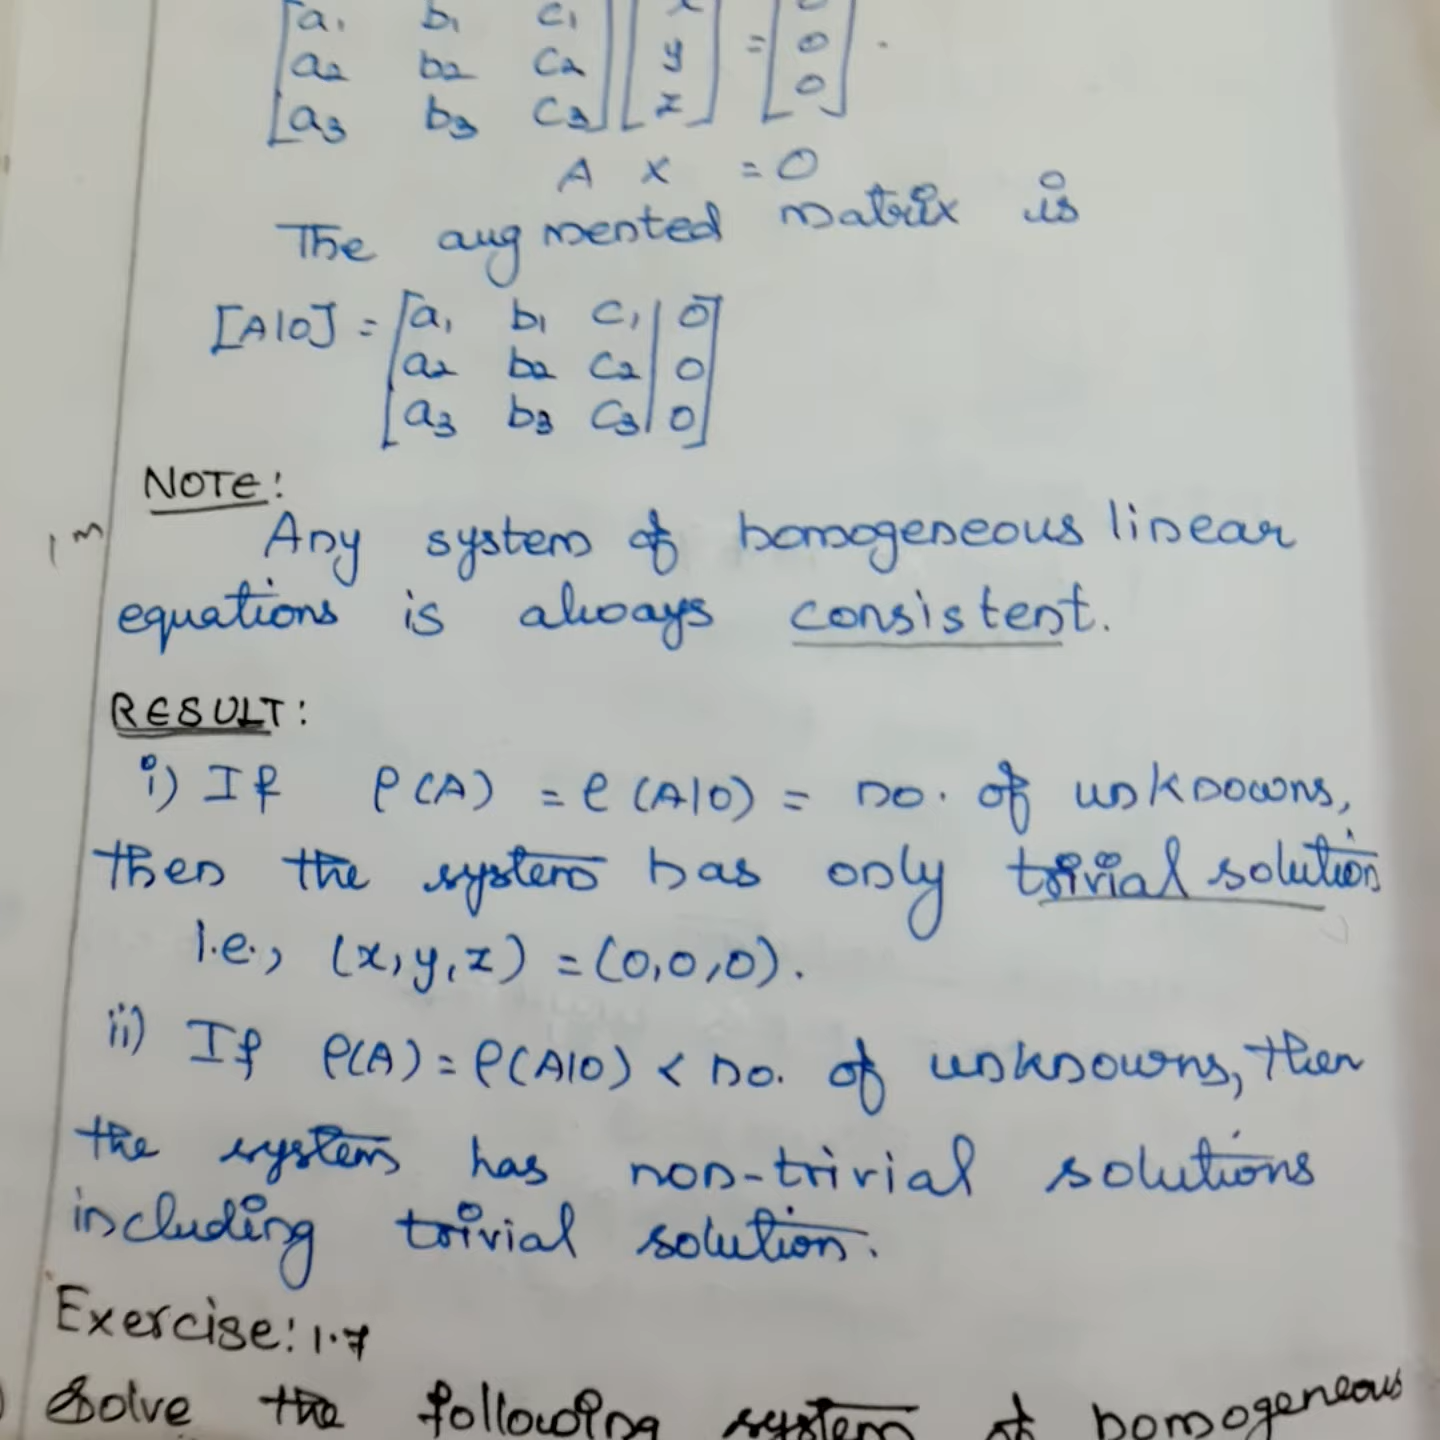 [a1 b1 c1] [x] = [0]
[a2 b2 c2] [y] [0].
[a3 b3 c3] [z] [0]
A X = 0
The augmented matrix is
[A|0] = [a1 b1 c1 | 0]
[a2 b2 c2 | 0]
[a3 b3 c3 | 0]
NOTE:
1m
Any system of homogeneous linear
equations is always consistent.
RESULT:
i) If ρ(A) = ρ(A|0) = no. of unknowns,
then the system has only trivial solution
i.e., (x,y,z) = (0,0,0).
ii) If ρ(A) = ρ(A|0) < no. of unknowns, then
the system has non-trivial solutions
including trivial solution.
Exercise: 1.7
Solve the following system of homogeneous